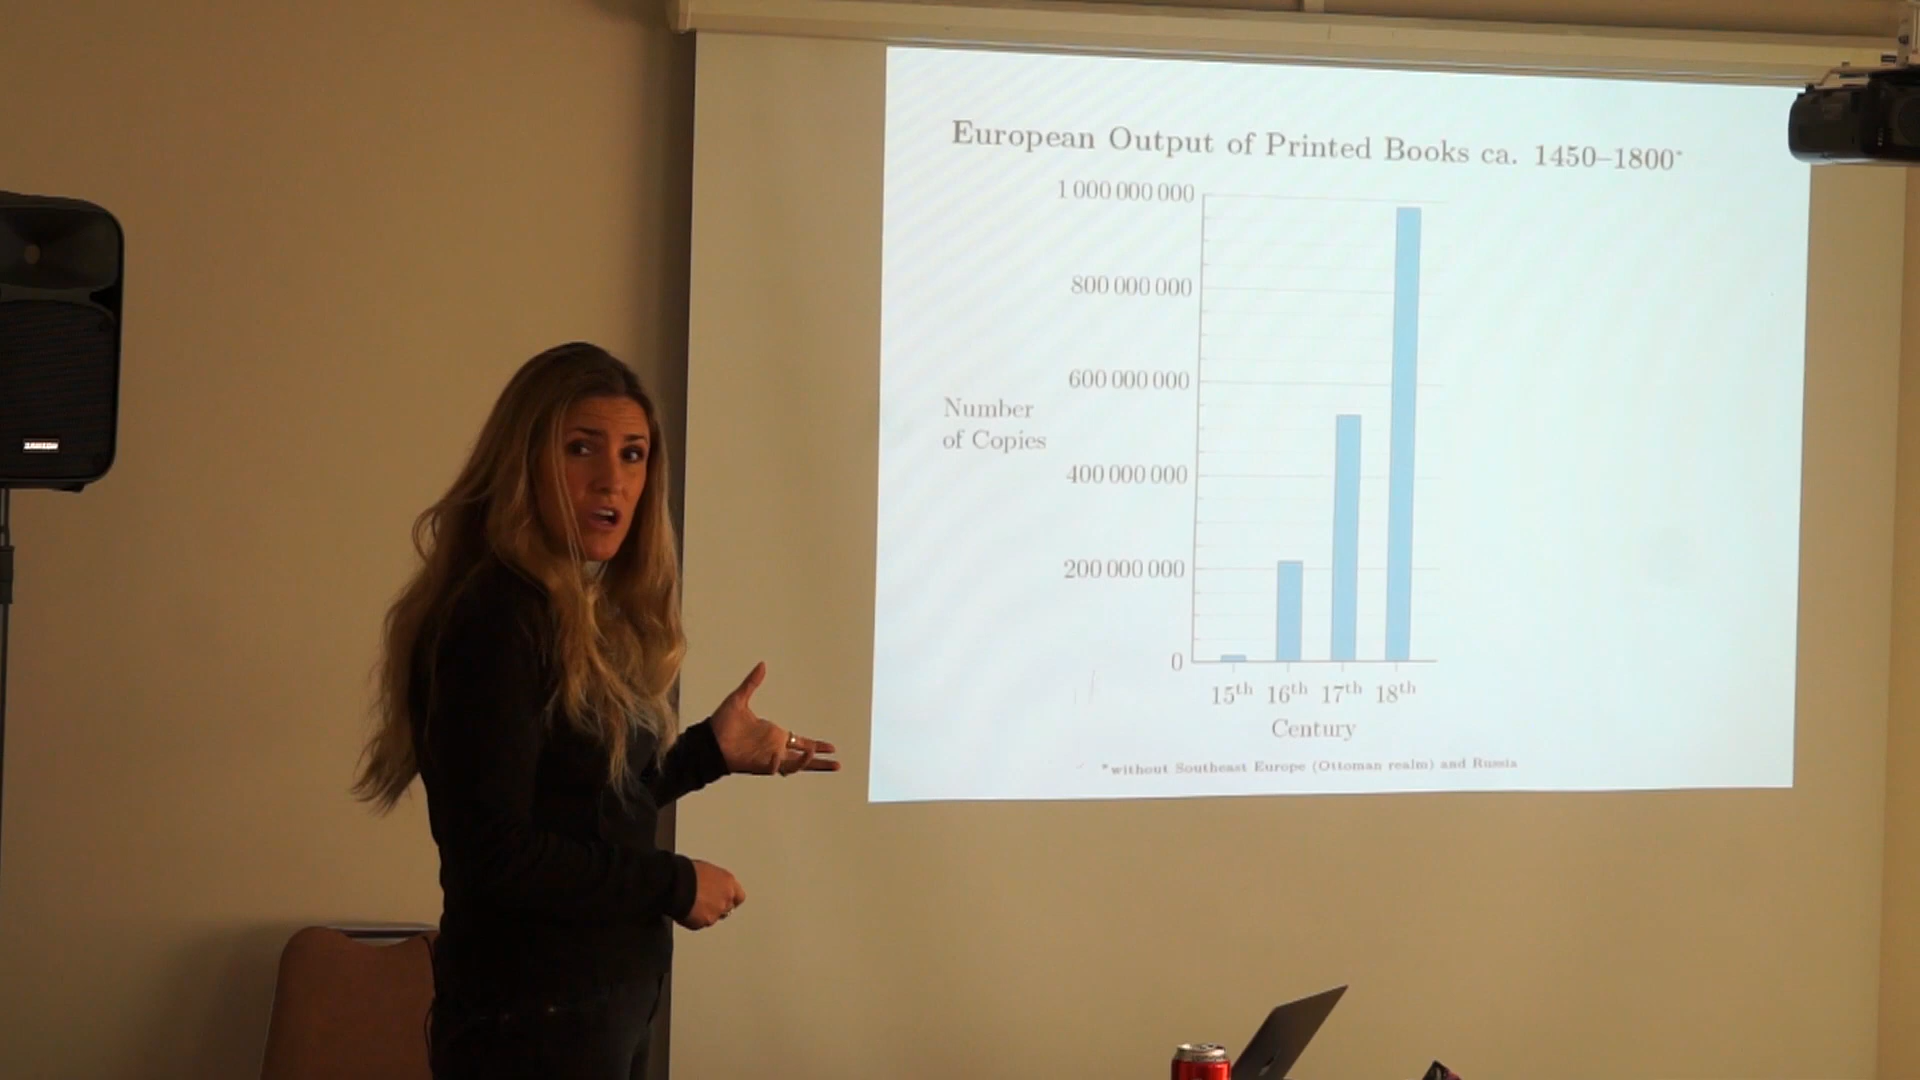 European Output of Printed Books ca. 1450–1800*
1 000 000 000
800 000 000
600 000 000
Number
of Copies
400 000 000
200 000 000
0
15th 16th 17th 18th
Century
*without Southeast Europe (Ottoman realm) and Russia
SAMSON